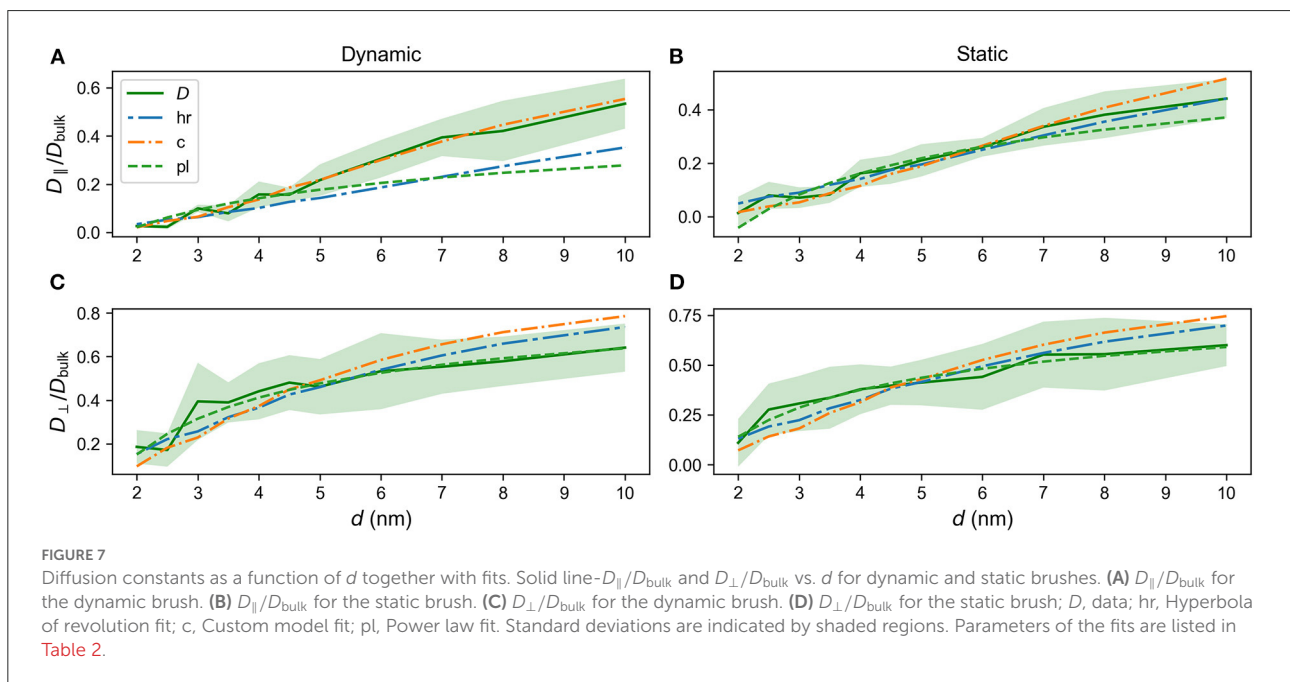 A
Dynamic
B
Static
D∥/Dbulk
0.6
0.4
0.2
0.0
D
hr
c
pl
2 3 4 5 6 7 8 9 10
0.4
0.2
0.0
2 3 4 5 6 7 8 9 10
C
D
D⊥/Dbulk
0.8
0.6
0.4
0.2
2 3 4 5 6 7 8 9 10
d (nm)
0.75
0.50
0.25
0.00
2 3 4 5 6 7 8 9 10
d (nm)
FIGURE 7
Diffusion constants as a function of d together with fits. Solid line-D∥/Dbulk and D⊥/Dbulk vs. d for dynamic and static brushes. (A) D∥/Dbulk for
the dynamic brush. (B) D∥/Dbulk for the static brush. (C) D⊥/Dbulk for the dynamic brush. (D) D⊥/Dbulk for the static brush; D, data; hr, Hyperbola
of revolution fit; c, Custom model fit; pl, Power law fit. Standard deviations are indicated by shaded regions. Parameters of the fits are listed in
Table 2.